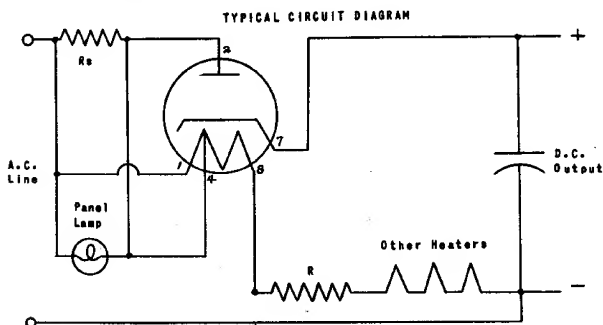 TYPICAL CIRCUIT DIAGRAM
Rs
2
+
7
A.C.
Line
1
4
8
D.C.
Output
Panel
Lamp
Other Heaters
R
−